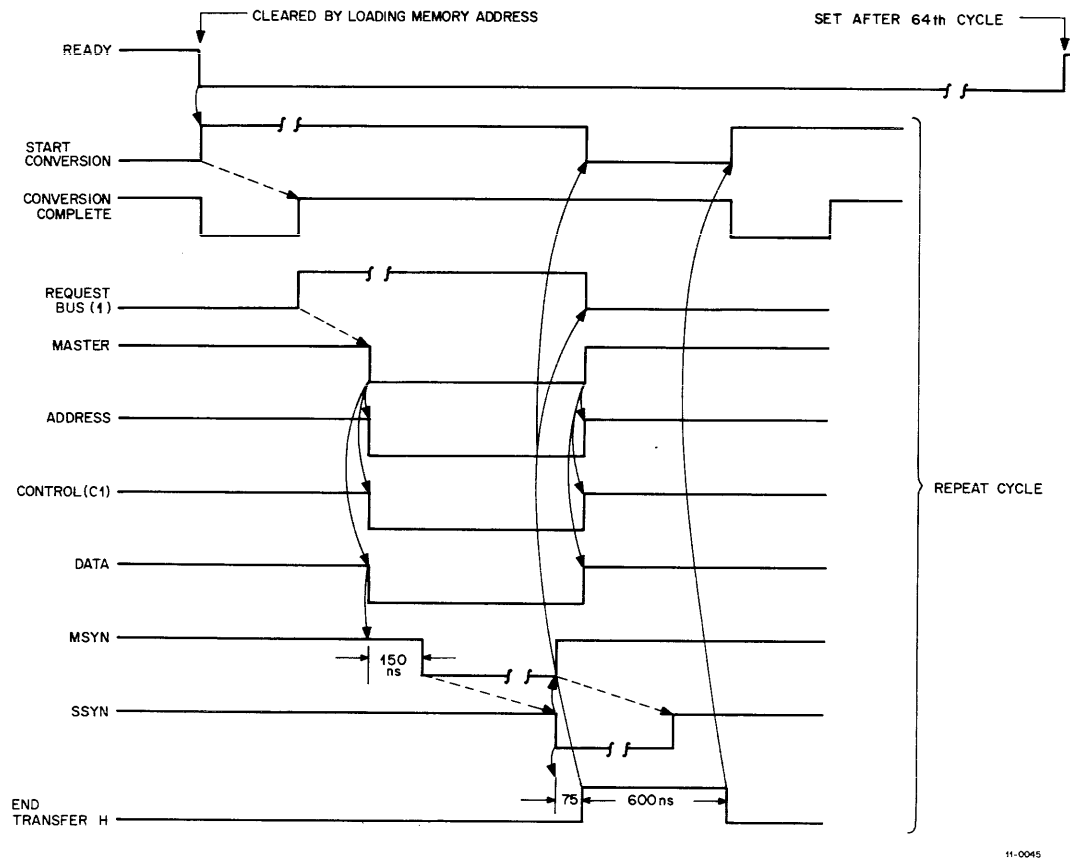 CLEARED BY LOADING MEMORY ADDRESS
SET AFTER 64th CYCLE
READY
START
CONVERSION
CONVERSION
COMPLETE
REQUEST
BUS (1)
MASTER
ADDRESS
CONTROL (C1)
REPEAT CYCLE
DATA
MSYN
150
ns
SSYN
75
600ns
END
TRANSFER H
11-0045